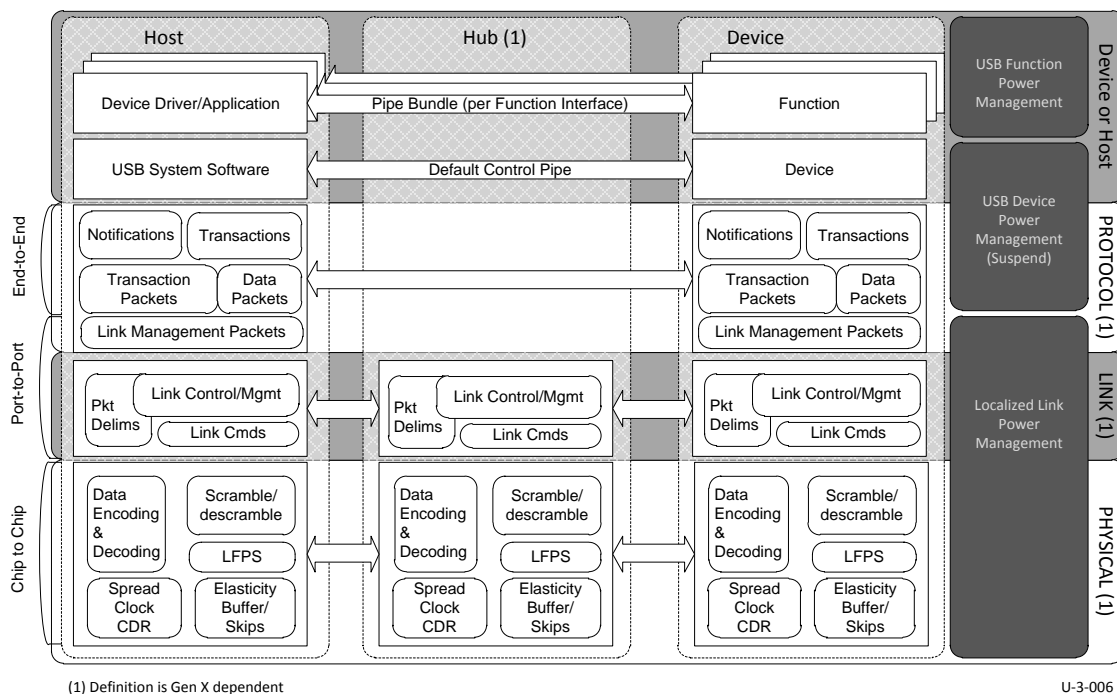 Host
Hub (1)
Device
Device Driver/Application
Pipe Bundle (per Function Interface)
Function
USB System Software
Default Control Pipe
Device
USB Function
Power
Management
Device or Host
USB Device
Power
Management
(Suspend)
End-to-End
Notifications
Transactions
Transaction
Packets
Data
Packets
Link Management Packets
Notifications
Transactions
Transaction
Packets
Data
Packets
Link Management Packets
PROTOCOL (1)
Port-to-Port
Pkt
Delims
Link Control/Mgmt
Link Cmds
Pkt
Delims
Link Control/Mgmt
Link Cmds
Pkt
Delims
Link Control/Mgmt
Link Cmds
Localized Link
Power
Management
LINK (1)
Chip to Chip
Data
Encoding
&
Decoding
Scramble/
descramble
LFPS
Spread
Clock
CDR
Elasticity
Buffer/
Skips
Data
Encoding
&
Decoding
Scramble/
descramble
LFPS
Spread
Clock
CDR
Elasticity
Buffer/
Skips
Data
Encoding
&
Decoding
Scramble/
descramble
LFPS
Spread
Clock
CDR
Elasticity
Buffer/
Skips
PHYSICAL (1)
(1) Definition is Gen X dependent
U-3-006